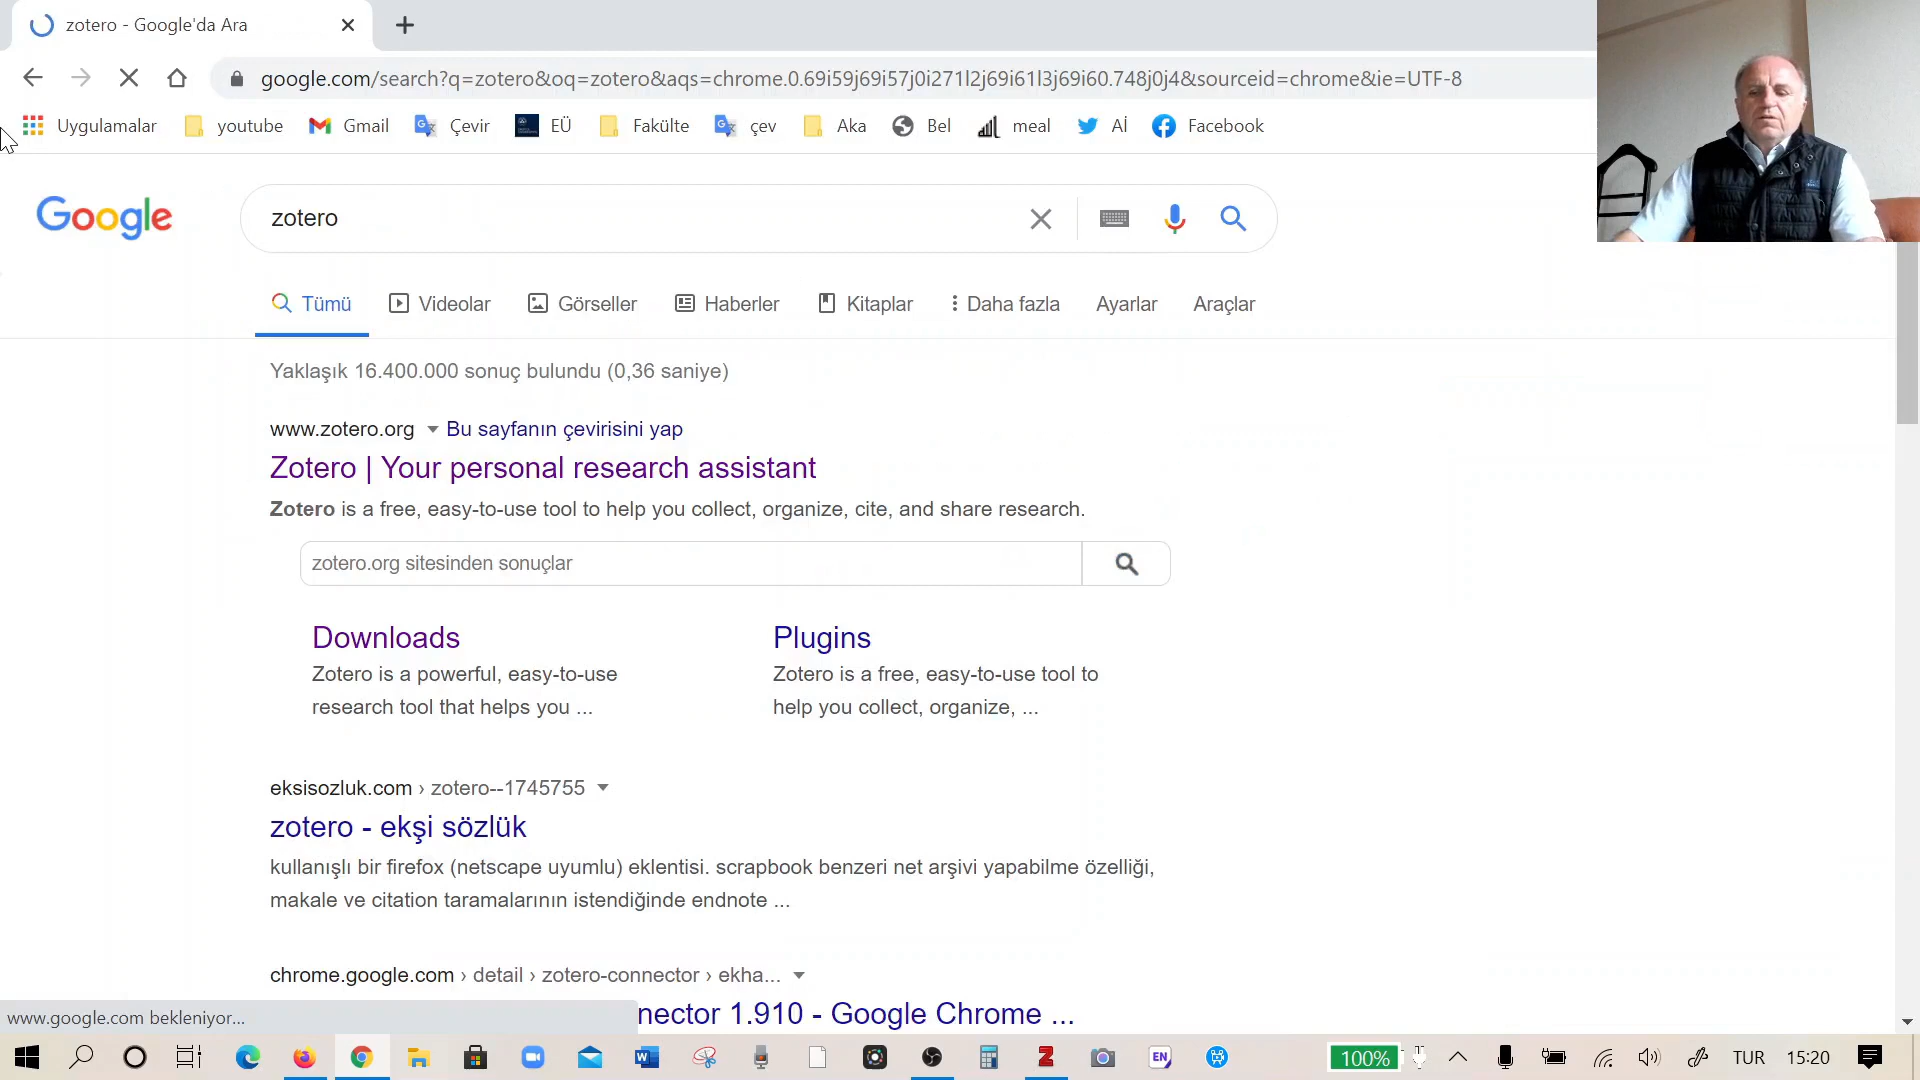 zotero - Google'da Ara
google.com/search?q=zotero&oq=zotero&aqs=chrome.0.69i59j69i57j0i271l2j69i61l3j69i60.748j0j4&sourceid=chrome&ie=UTF-8
Uygulamalar youtube Gmail Çevir EÜ Fakülte çev Aka Bel meal Aİ Facebook
Google
zotero
Tümü Videolar Görseller Haberler Kitaplar Daha fazla Ayarlar Araçlar
Yaklaşık 16.400.000 sonuç bulundu (0,36 saniye)
www.zotero.org Bu sayfanın çevirisini yap
Zotero | Your personal research assistant
Zotero is a free, easy-to-use tool to help you collect, organize, cite, and share research.
zotero.org sitesinden sonuçlar
Downloads
Zotero is a powerful, easy-to-use
research tool that helps you ...
Plugins
Zotero is a free, easy-to-use tool to
help you collect, organize, ...
eksisozluk.com › zotero--1745755
zotero - ekşi sözlük
kullanışlı bir firefox (netscape uyumlu) eklentisi. scrapbook benzeri net arşivi yapabilme özelliği,
makale ve citation taramalarının istendiğinde endnote ...
chrome.google.com › detail › zotero-connector › ekha...
nector 1.910 - Google Chrome ...
www.google.com bekleniyor...
EN 100% TUR 15:20